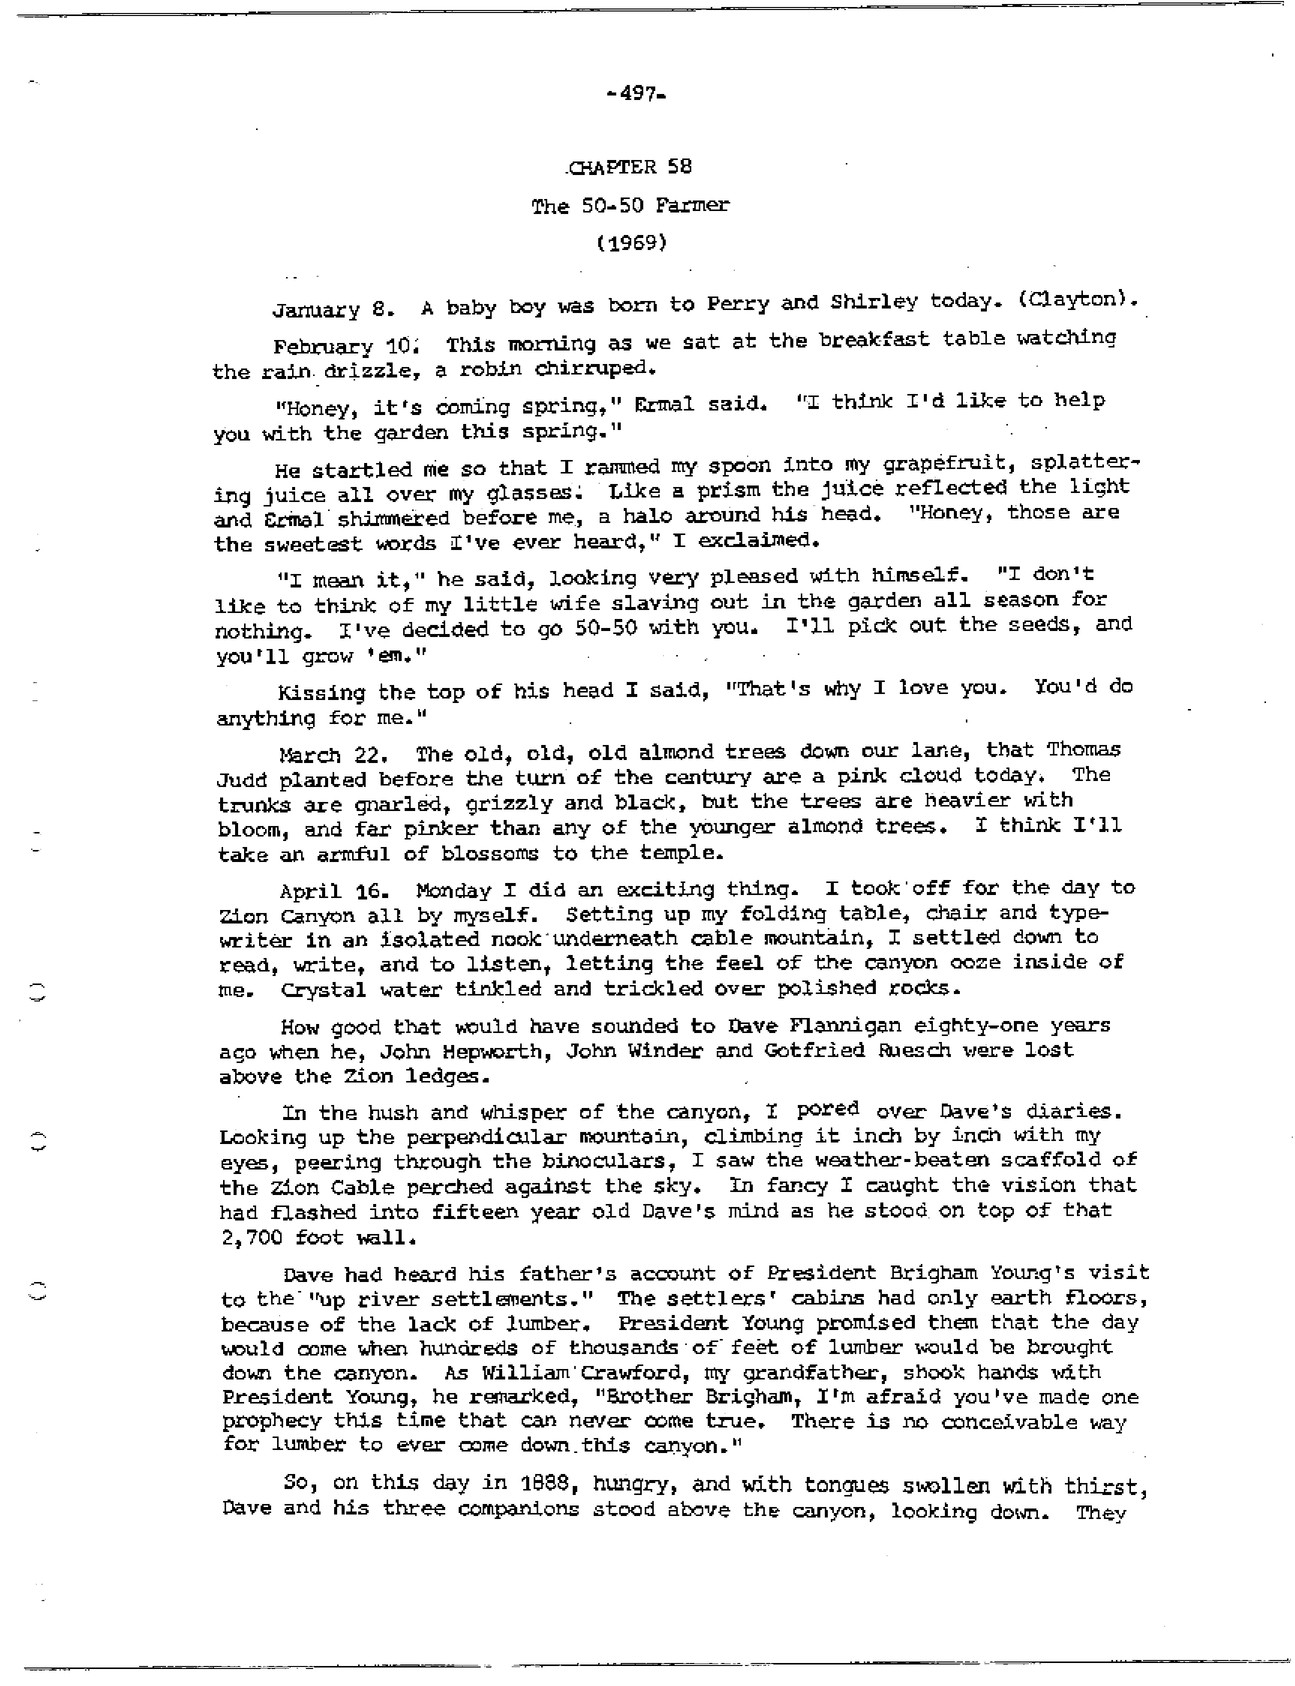 -497-
CHAPTER 58
The 50-50 Farmer
(1969)
January 8. A baby boy was born to Perry and Shirley today. (Clayton).
February 10. This morning as we sat at the breakfast table watching
the rain drizzle, a robin chirruped.
"Honey, it's coming spring," Ermal said. "I think I'd like to help
you with the garden this spring."
He startled me so that I rammed my spoon into my grapefruit, splatter-
ing juice all over my glasses. Like a prism the juice reflected the light
and Ermal shimmered before me, a halo around his head. "Honey, those are
the sweetest words I've ever heard," I exclaimed.
"I mean it," he said, looking very pleased with himself. "I don't
like to think of my little wife slaving out in the garden all season for
nothing. I've decided to go 50-50 with you. I'll pick out the seeds, and
you'll grow 'em."
Kissing the top of his head I said, "That's why I love you. You'd do
anything for me."
March 22. The old, old, old almond trees down our lane, that Thomas
Judd planted before the turn of the century are a pink cloud today. The
trunks are gnarled, grizzly and black, but the trees are heavier with
bloom, and far pinker than any of the younger almond trees. I think I'll
take an armful of blossoms to the temple.
April 16. Monday I did an exciting thing. I took off for the day to
Zion Canyon all by myself. Setting up my folding table, chair and type-
writer in an isolated nook underneath cable mountain, I settled down to
read, write, and to listen, letting the feel of the canyon ooze inside of
me. Crystal water tinkled and trickled over polished rocks.
How good that would have sounded to Dave Flannigan eighty-one years
ago when he, John Hepworth, John Winder and Gotfried Ruesch were lost
above the Zion ledges.
In the hush and whisper of the canyon, I pored over Dave's diaries.
Looking up the perpendicular mountain, climbing it inch by inch with my
eyes, peering through the binoculars, I saw the weather-beaten scaffold of
the Zion Cable perched against the sky. In fancy I caught the vision that
had flashed into fifteen year old Dave's mind as he stood on top of that
2,700 foot wall.
Dave had heard his father's account of President Brigham Young's visit
to the "up river settlements." The settlers' cabins had only earth floors,
because of the lack of lumber. President Young promised them that the day
would come when hundreds of thousands of feet of lumber would be brought
down the canyon. As William Crawford, my grandfather, shook hands with
President Young, he remarked, "Brother Brigham, I'm afraid you've made one
prophecy this time that can never come true. There is no conceivable way
for lumber to ever come down this canyon."
So, on this day in 1888, hungry, and with tongues swollen with thirst,
Dave and his three companions stood above the canyon, looking down. They